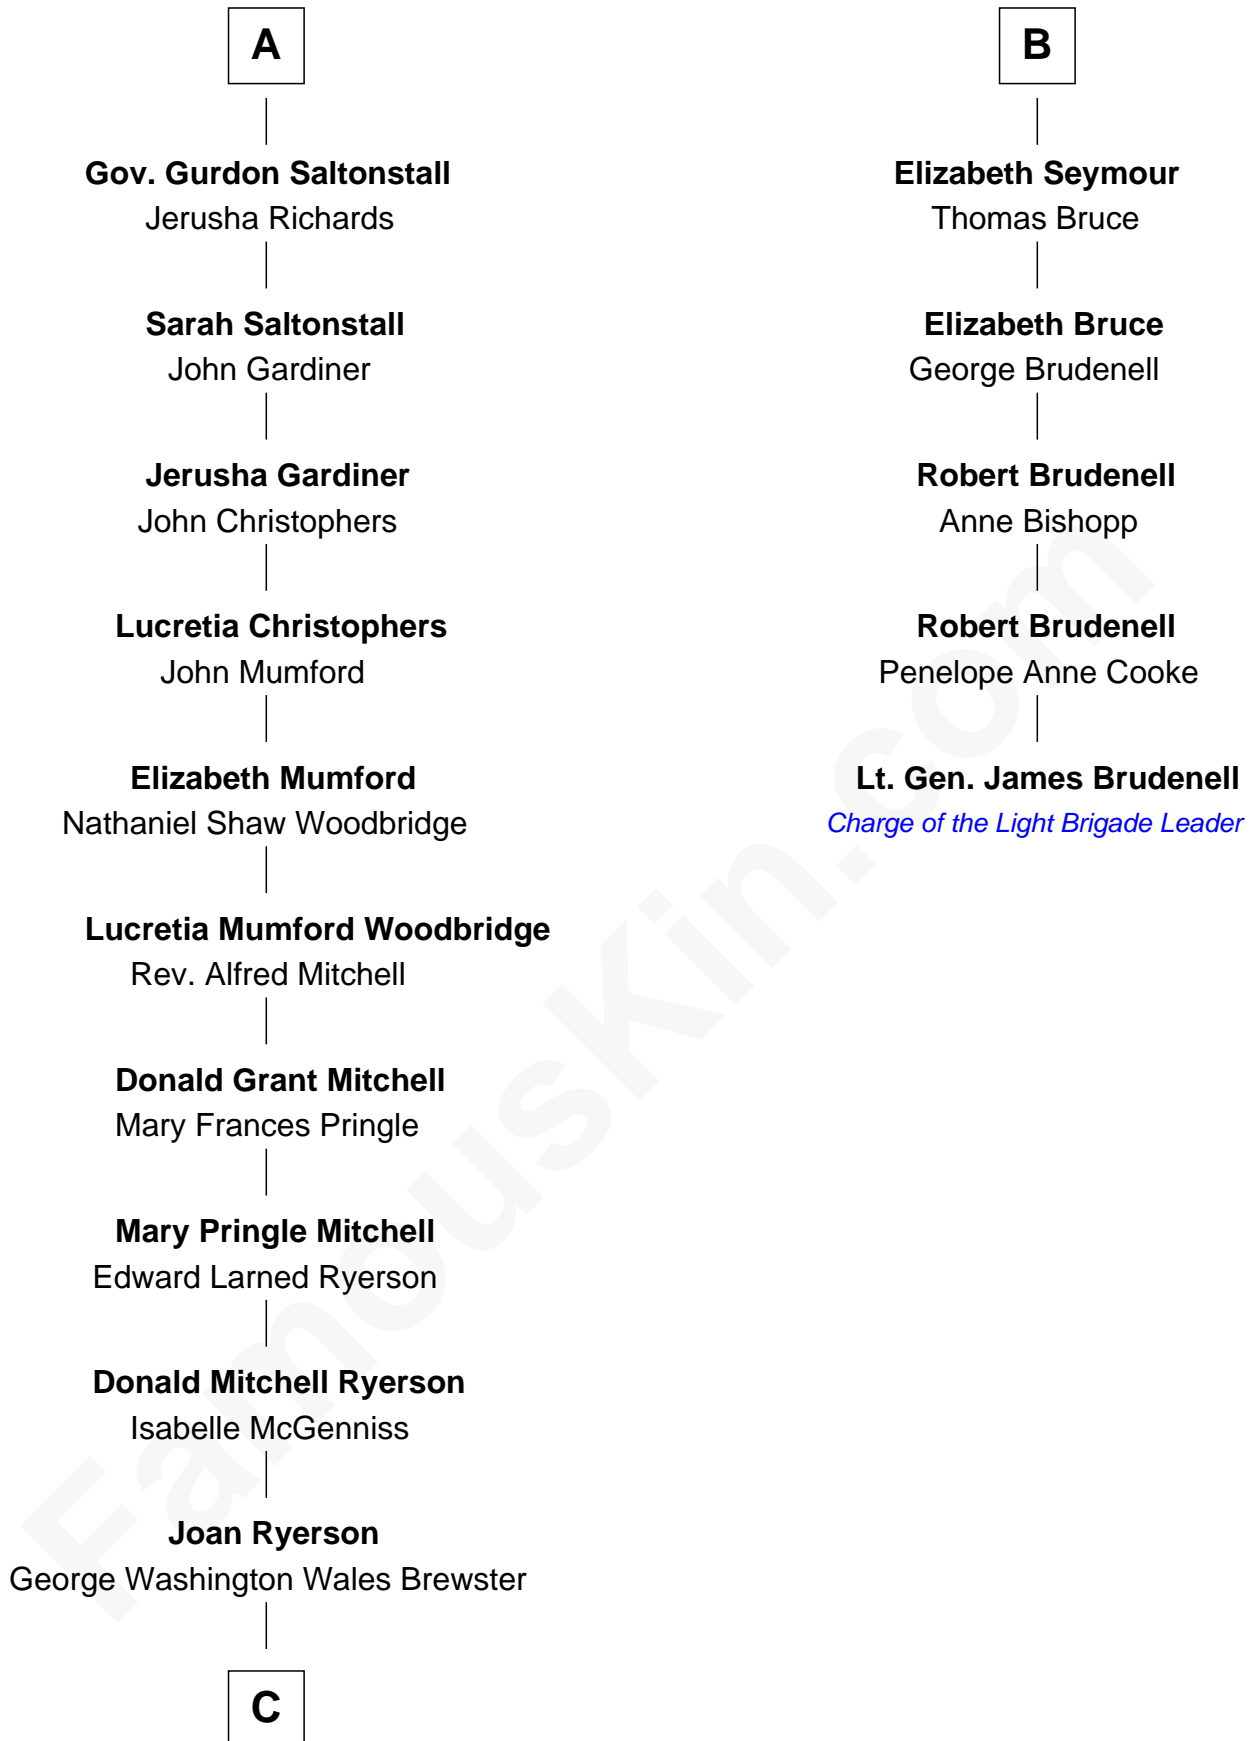 A
Gov. Gurdon Saltonstall
Jerusha Richards
Sarah Saltonstall
John Gardiner
Jerusha Gardiner
John Christophers
Lucretia Christophers
John Mumford
Elizabeth Mumford
Nathaniel Shaw Woodbridge
Lucretia Mumford Woodbridge
Rev. Alfred Mitchell
Donald Grant Mitchell
Mary Frances Pringle
Mary Pringle Mitchell
Edward Larned Ryerson
Donald Mitchell Ryerson
Isabelle McGenniss
Joan Ryerson
George Washington Wales Brewster
C
B
Elizabeth Seymour
Thomas Bruce
Elizabeth Bruce
George Brudenell
Robert Brudenell
Anne Bishopp
Robert Brudenell
Penelope Anne Cooke
Lt. Gen. James Brudenell
Charge of the Light Brigade Leader
FamousKin.com